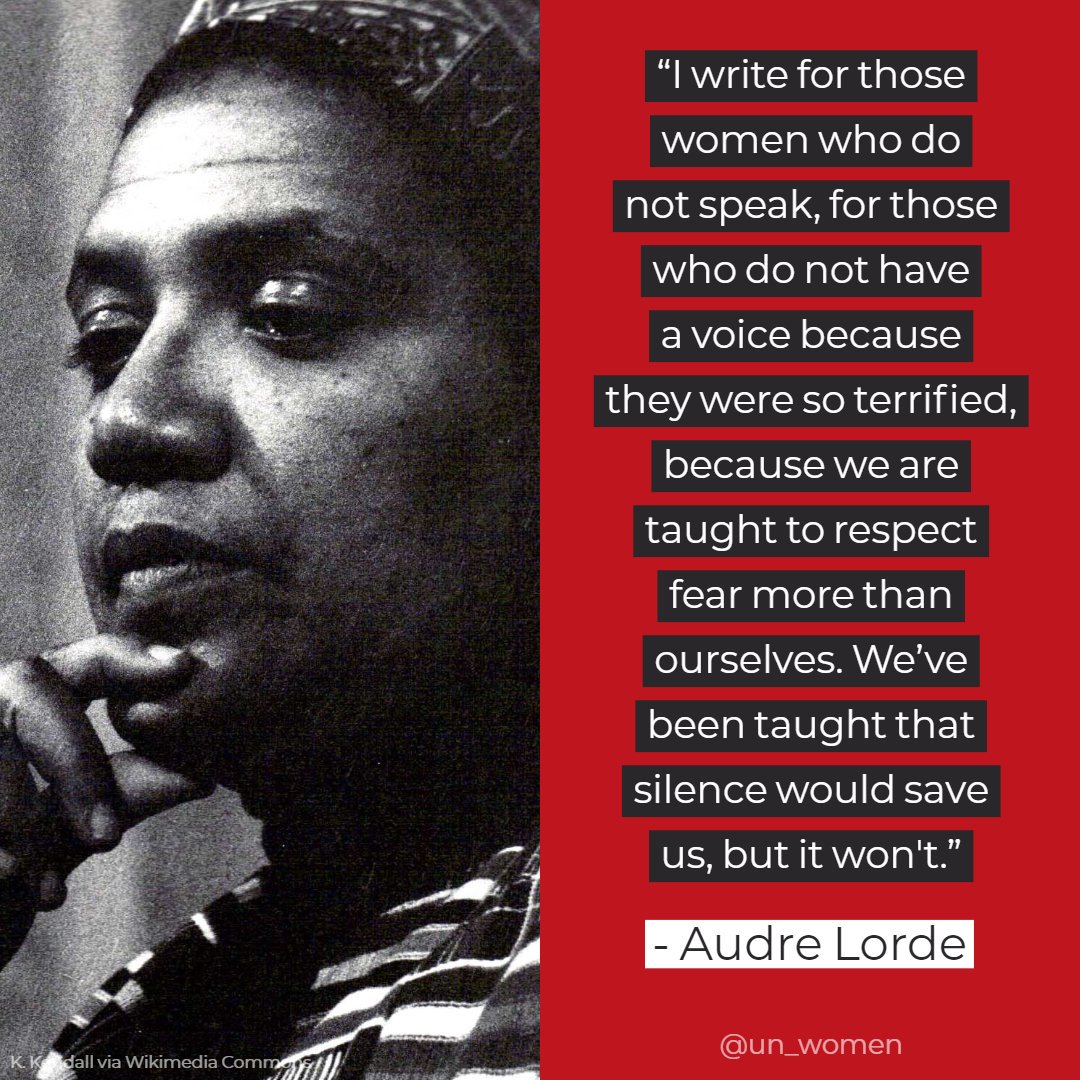 “I write for those
women who do
not speak, for those
who do not have
a voice because
they were so terrified,
because we are
taught to respect
fear more than
ourselves. We’ve
been taught that
silence would save
us, but it won't.”
- Audre Lorde
@un_women
K. Kendall via Wikimedia Commons